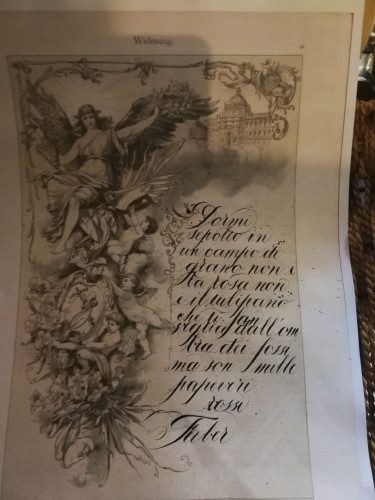 Widmung.
Dormi
sepolto in
un campo di
grano non e
la rosa non
e il tulipano
che ti fan
veglia dall'om
bra dei fossi
ma son mille
papaveri
rossi
Faber